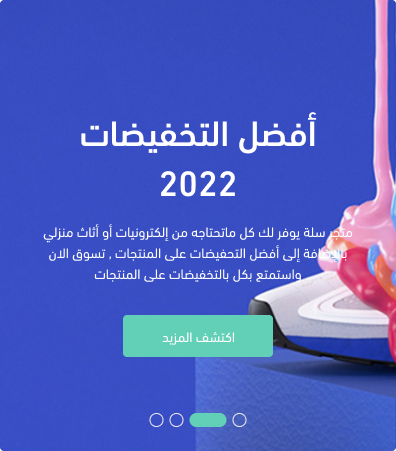 أفضل التخفيضات
2022
متجر سلة يوفر لك كل ماتحتاجه من إلكترونيات أو أثاث منزلي
بالإضافة إلى أفضل التخفيضات على المنتجات , تسوق الان
واستمتع بكل بالتخفيضات على المنتجات
اكتشف المزيد